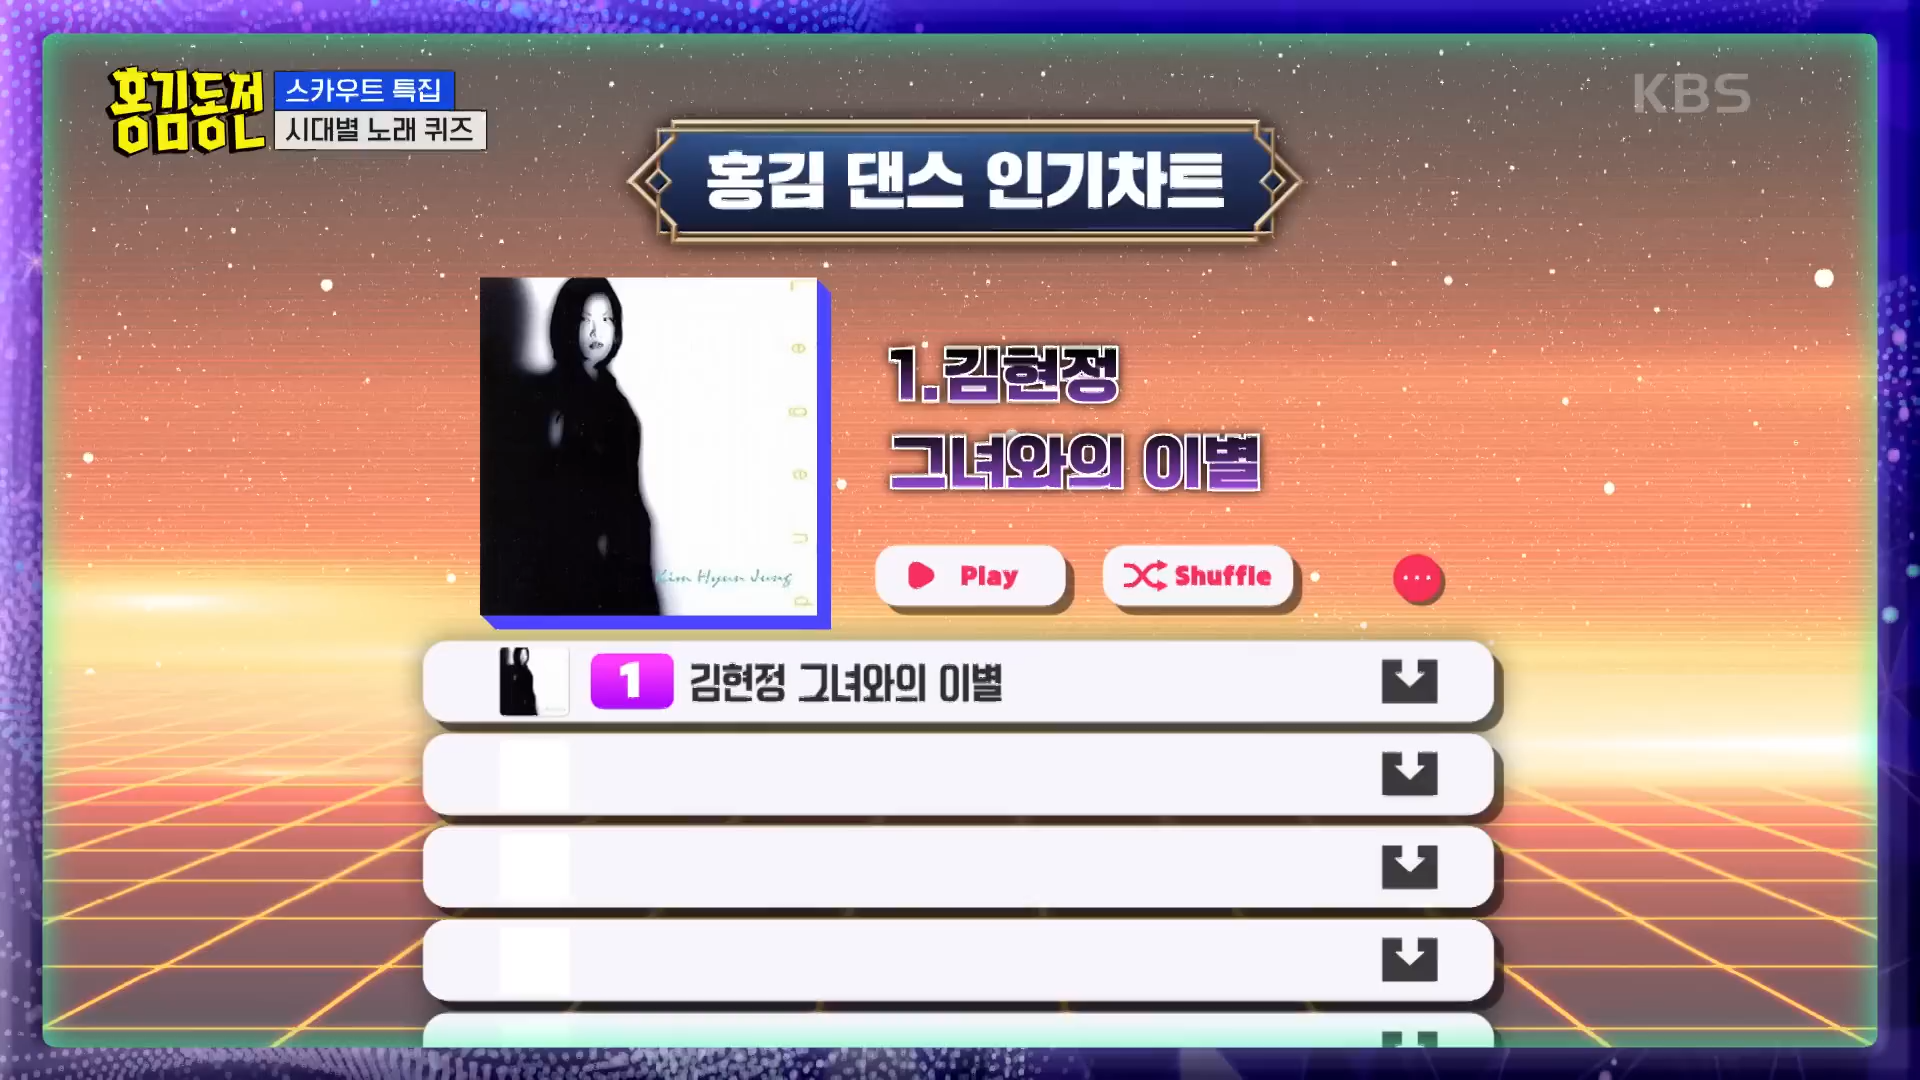 홍김동전
스카우트 특집
시대별 노래 퀴즈
KBS
홍김 댄스 인기차트
Legend
Kim Hyun Jung
1.김현정
그녀와의 이별
Play
Shuffle
1 김현정 그녀와의 이별